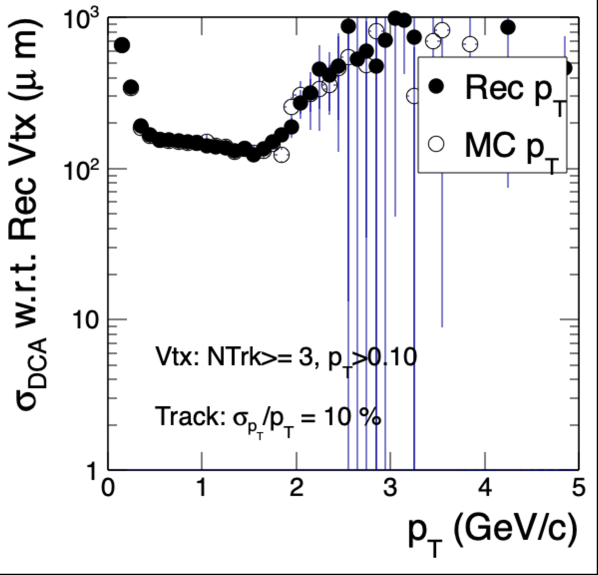 σDCA w.r.t. Rec Vtx (μ m)
10³
10²
10
1
Rec pT
MC pT
Vtx: NTrk>= 3, pT>0.10
Track: σpT/pT = 10 %
0 1 2 3 4 5
pT (GeV/c)